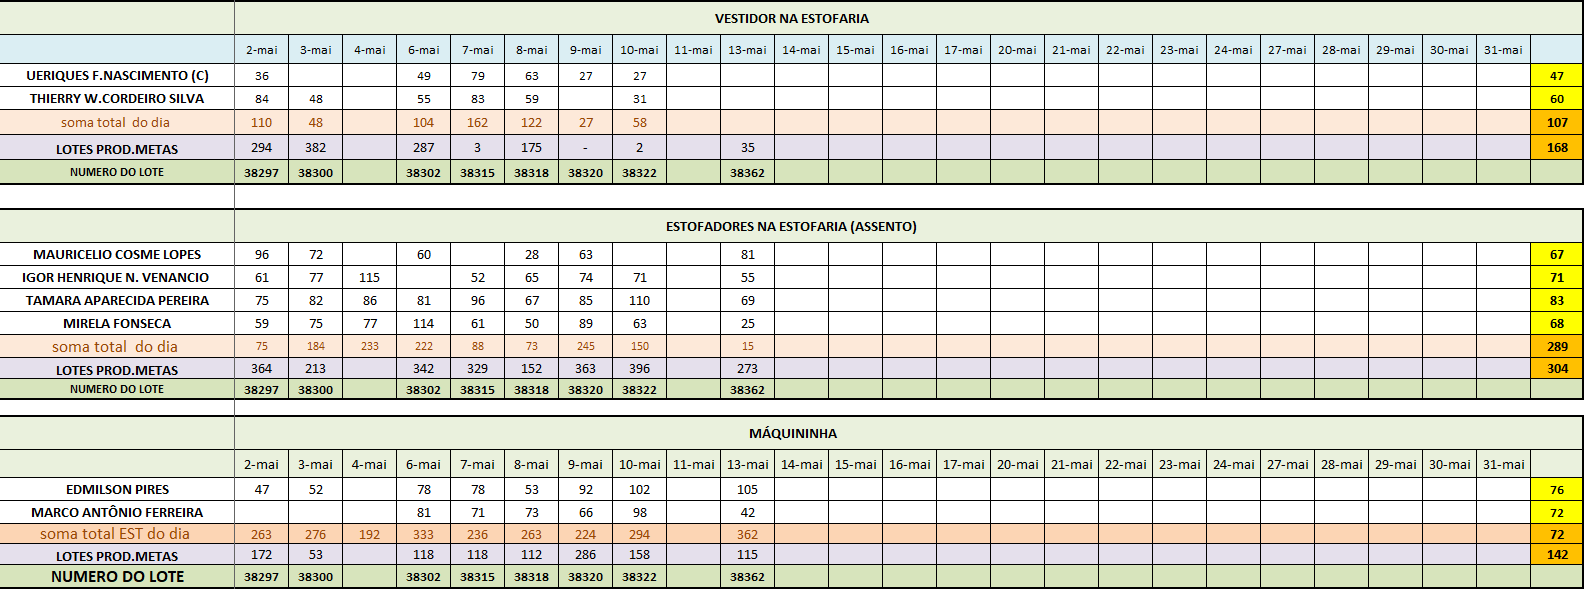 VESTIDOR NA ESTOFARIA
2-mai 3-mai 4-mai 6-mai 7-mai 8-mai 9-mai 10-mai 11-mai 13-mai 14-mai 15-mai 16-mai 17-mai 20-mai 21-mai 22-mai 23-mai 24-mai 27-mai 28-mai 29-mai 30-mai 31-mai
UERIQUES F.NASCIMENTO (C) 36 49 79 63 27 27 47
THIERRY W.CORDEIRO SILVA 84 48 55 83 59 31 60
soma total do dia 110 48 104 162 122 27 58 107
LOTES PROD.METAS 294 382 287 3 175 - 2 35 168
NUMERO DO LOTE 38297 38300 38302 38315 38318 38320 38322 38362
ESTOFADORES NA ESTOFARIA (ASSENTO)
MAURICELIO COSME LOPES 96 72 60 28 63 81 67
IGOR HENRIQUE N. VENANCIO 61 77 115 52 65 74 71 55 71
TAMARA APARECIDA PEREIRA 75 82 86 81 96 67 85 110 69 83
MIRELA FONSECA 59 75 77 114 61 50 89 63 25 68
soma total do dia 75 184 233 222 88 73 245 150 15 289
LOTES PROD.METAS 364 213 342 329 152 363 396 273 304
NUMERO DO LOTE 38297 38300 38302 38315 38318 38320 38322 38362
MÁQUININHA
2-mai 3-mai 4-mai 6-mai 7-mai 8-mai 9-mai 10-mai 11-mai 13-mai 14-mai 15-mai 16-mai 17-mai 20-mai 21-mai 22-mai 23-mai 24-mai 27-mai 28-mai 29-mai 30-mai 31-mai
EDMILSON PIRES 47 52 78 78 53 92 102 105 76
MARCO ANTÔNIO FERREIRA 81 71 73 66 98 42 72
soma total EST do dia 263 276 192 333 236 263 224 294 362 72
LOTES PROD.METAS 172 53 118 118 112 286 158 115 142
NUMERO DO LOTE 38297 38300 38302 38315 38318 38320 38322 38362